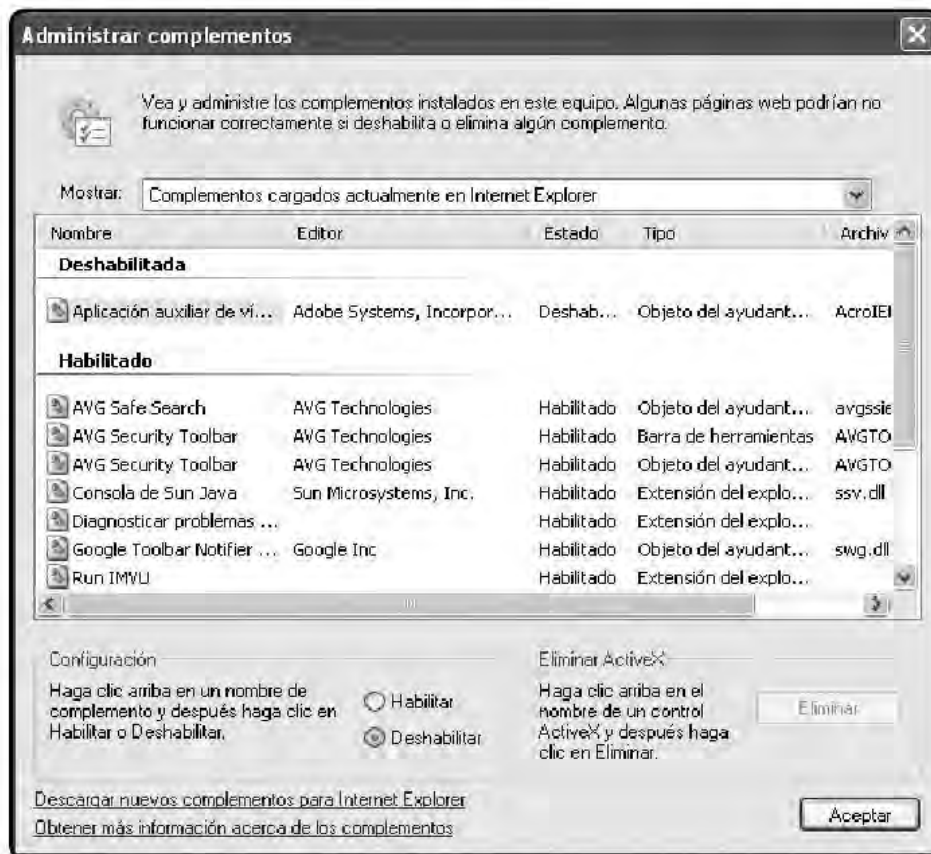 Administrar complementos
Vea y administre los complementos instalados en este equipo. Algunas páginas web podrían no
funcionar correctamente si deshabilita o elimina algún complemento.
Mostrar: Complementos cargados actualmente en Internet Explorer
Nombre Editor Estado Tipo Archiv
Deshabilitada
Aplicación auxiliar de ví... Adobe Systems, Incorpor... Deshab... Objeto del ayudant... AcroIEI
Habilitado
AVG Safe Search AVG Technologies Habilitado Objeto del ayudant... avgssie
AVG Security Toolbar AVG Technologies Habilitado Barra de herramientas AVGTO
AVG Security Toolbar AVG Technologies Habilitado Objeto del ayudant... AVGTO
Consola de Sun Java Sun Microsystems, Inc. Habilitado Extensión del explo... ssv.dll
Diagnosticar problemas ... Habilitado Extensión del explo...
Google Toolbar Notifier ... Google Inc Habilitado Objeto del ayudant... swg.dll
Run IMVU Habilitado Extensión del explo...
Configuración
Haga clic arriba en un nombre de
complemento y después haga clic en
Habilitar o Deshabilitar.
Habilitar
Deshabilitar
Eliminar ActiveX
Haga clic arriba en el
nombre de un control
ActiveX y después haga
clic en Eliminar.
Eliminar
Descargar nuevos complementos para Internet Explorer
Obtener más información acerca de los complementos
Aceptar